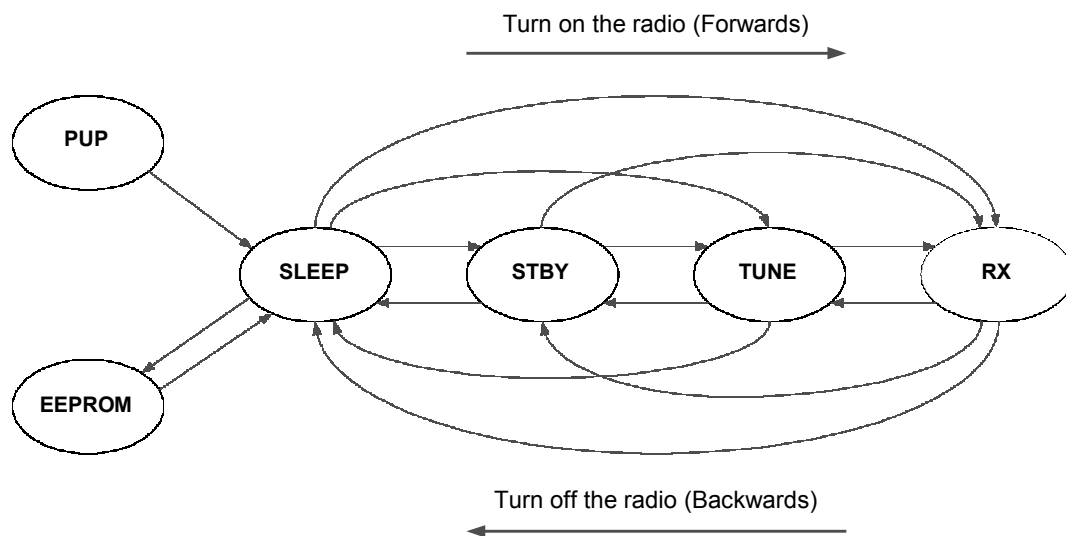 Turn on the radio (Forwards)
PUP
SLEEP
STBY
TUNE
RX
EEPROM
Turn off the radio (Backwards)